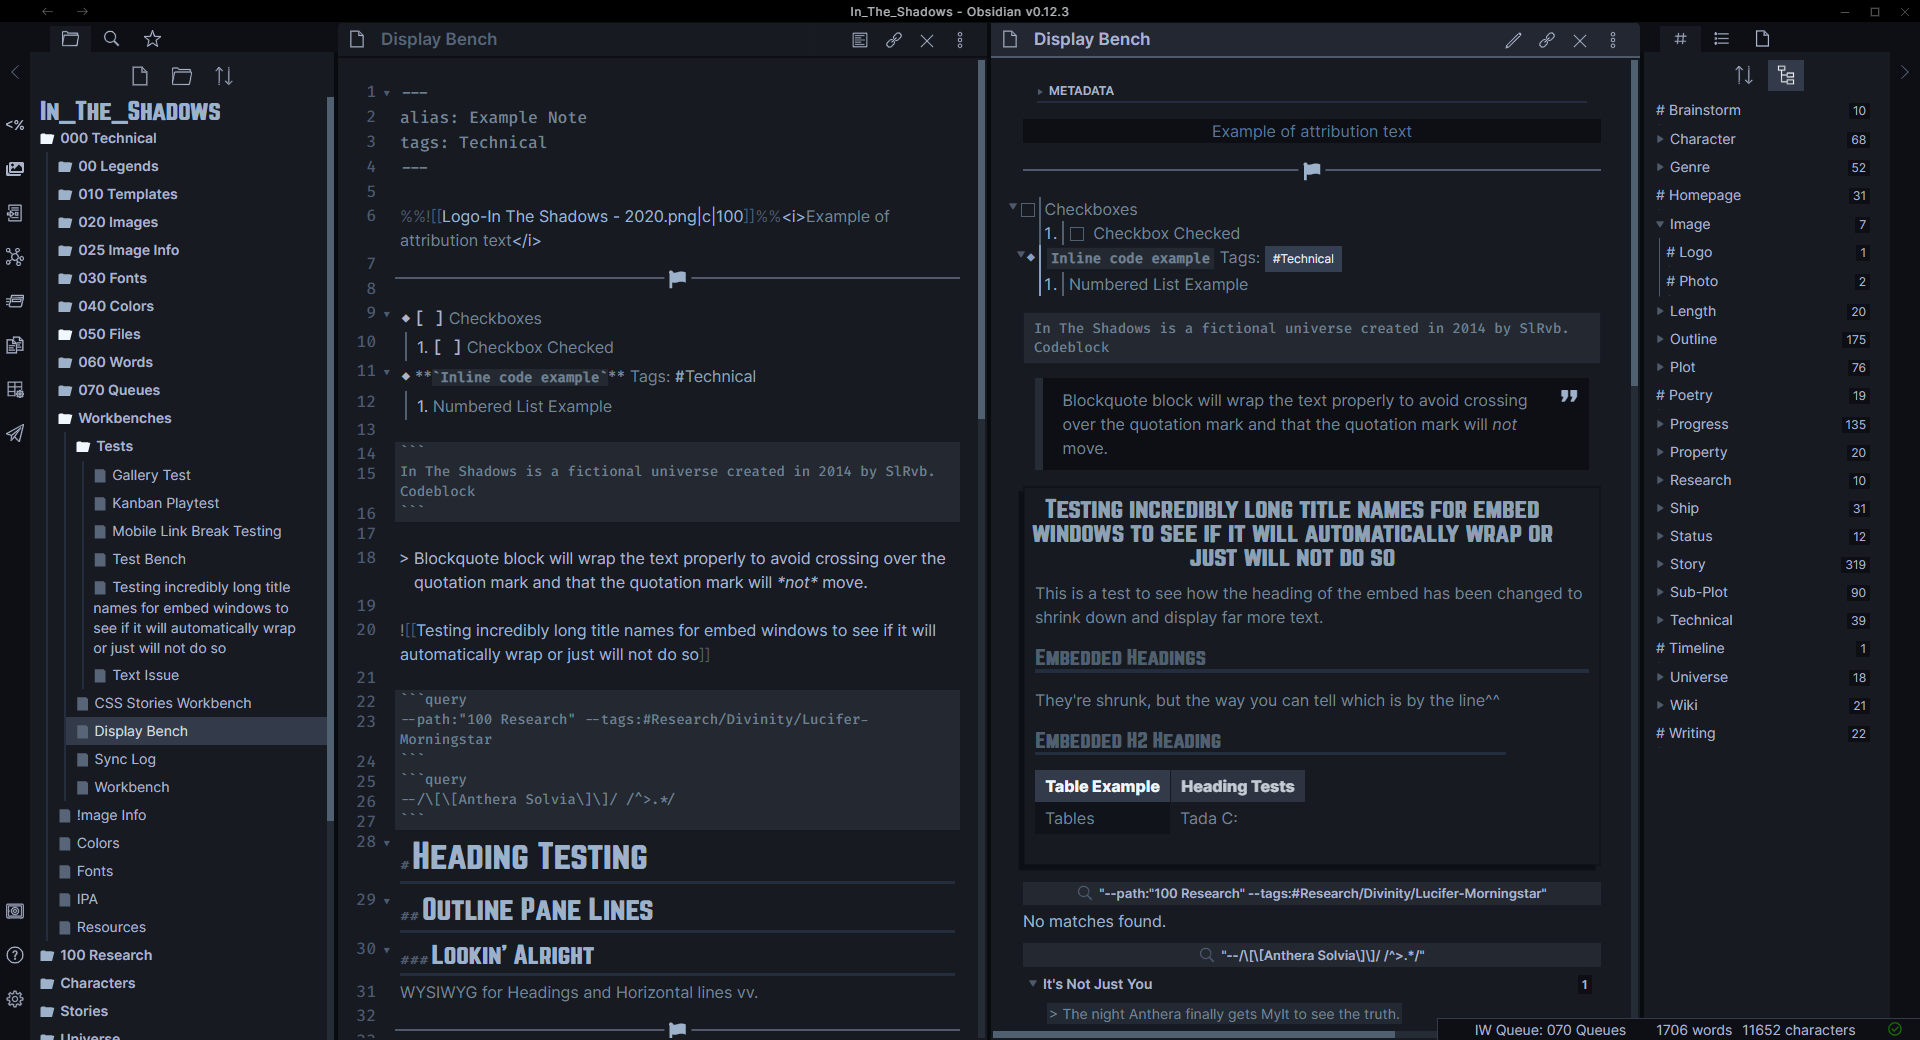 In_The_Shadows - Obsidian v0.12.3
In_The_Shadows
000 Technical
00 Legends
010 Templates
020 Images
025 Image Info
030 Fonts
040 Colors
050 Files
060 Words
070 Queues
Workbenches
Tests
Gallery Test
Kanban Playtest
Mobile Link Break Testing
Test Bench
Testing incredibly long title
names for embed windows to
see if it will automatically wrap
or just will not do so
Text Issue
CSS Stories Workbench
Display Bench
Sync Log
Workbench
!mage Info
Colors
Fonts
IPA
Resources
100 Research
Characters
Stories
Universe
<%
Display Bench
1 ---
2 alias: Example Note
3 tags: Technical
4 ---
5
6 %%![[Logo-In The Shadows - 2020.png|c|100]]%%<i>Example of
attribution text</i>
7
8
9 [ ] Checkboxes
10 1. [ ] Checkbox Checked
11 **`Inline code example`** Tags: #Technical
12 1. Numbered List Example
13
14 ```
15 In The Shadows is a fictional universe created in 2014 by SlRvb.
Codeblock
16 ```
17
18 > Blockquote block will wrap the text properly to avoid crossing over the
quotation mark and that the quotation mark will *not* move.
19
20 ![[Testing incredibly long title names for embed windows to see if it will
automatically wrap or just will not do so]]
21
22 ```query
23 --path:"100 Research" --tags:#Research/Divinity/Lucifer-
Morningstar
24 ```
25 ```query
26 --/\[\[Anthera Solvia\]\]/ /^>.*/
27 ```
28 # Heading Testing
29 ## Outline Pane Lines
30 ### Lookin' Alright
31 WYSIWYG for Headings and Horizontal lines vv.
32
Display Bench
METADATA
Example of attribution text
Checkboxes
1. Checkbox Checked
Inline code example Tags: #Technical
1. Numbered List Example
In The Shadows is a fictional universe created in 2014 by SlRvb.
Codeblock
Blockquote block will wrap the text properly to avoid crossing
over the quotation mark and that the quotation mark will not
move.
Testing incredibly long title names for embed
windows to see if it will automatically wrap or
just will not do so
This is a test to see how the heading of the embed has been changed to
shrink down and display far more text.
Embedded Headings
They're shrunk, but the way you can tell which is by the line^^
Embedded H2 Heading
Table Example Heading Tests
Tables Tada C:
"--path:"100 Research" --tags:#Research/Divinity/Lucifer-Morningstar"
No matches found.
"--/\[\[Anthera Solvia\]\]/ /^>.*/"
It's Not Just You 1
> The night Anthera finally gets Mylt to see the truth.
# Brainstorm 10
Character 68
Genre 52
# Homepage 31
Image 7
# Logo 1
# Photo 2
Length 20
Outline 175
Plot 76
# Poetry 19
Progress 135
Property 20
Research 10
Ship 31
Status 12
Story 319
Sub-Plot 90
Technical 39
# Timeline 1
Universe 18
Wiki 21
# Writing 22
IW Queue: 070 Queues 1706 words 11652 characters